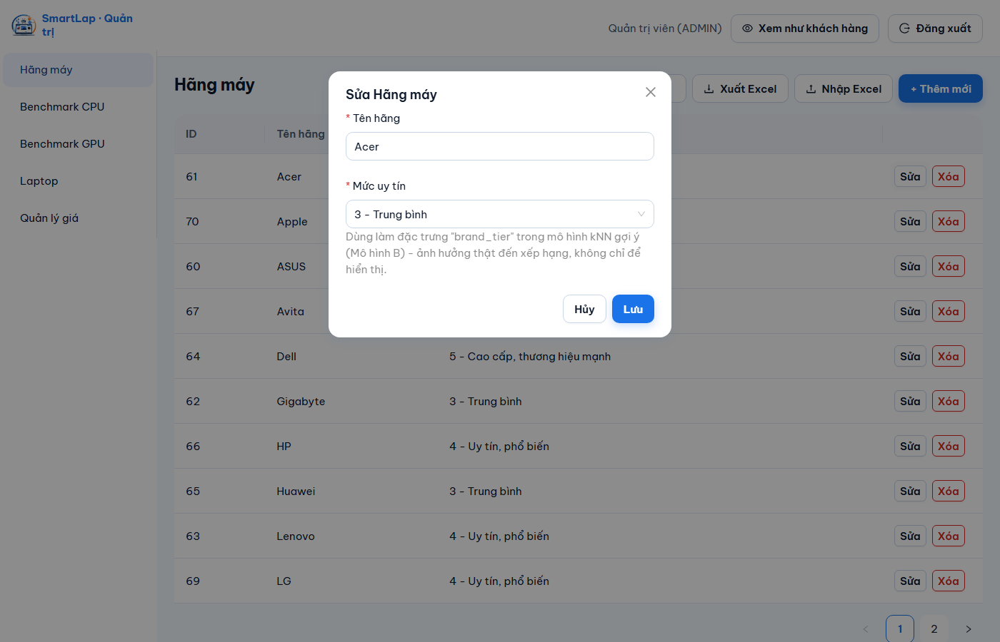 SmartLap · Quản trị
Quản trị viên (ADMIN)
Xem như khách hàng
Đăng xuất
Hãng máy
Benchmark CPU
Benchmark GPU
Laptop
Quản lý giá
Hãng máy
Xuất Excel
Nhập Excel
+ Thêm mới
ID Tên hãng
61 Acer Sửa Xóa
70 Apple Sửa Xóa
60 ASUS Sửa Xóa
67 Avita Sửa Xóa
64 Dell 5 - Cao cấp, thương hiệu mạnh Sửa Xóa
62 Gigabyte 3 - Trung bình Sửa Xóa
66 HP 4 - Uy tín, phổ biến Sửa Xóa
65 Huawei 3 - Trung bình Sửa Xóa
63 Lenovo 4 - Uy tín, phổ biến Sửa Xóa
69 LG 4 - Uy tín, phổ biến Sửa Xóa
1 2
Sửa Hãng máy
* Tên hãng
Acer
* Mức uy tín
3 - Trung bình
Dùng làm đặc trưng "brand_tier" trong mô hình kNN gợi ý
(Mô hình B) - ảnh hưởng thật đến xếp hạng, không chỉ để
hiển thị.
Hủy
Lưu